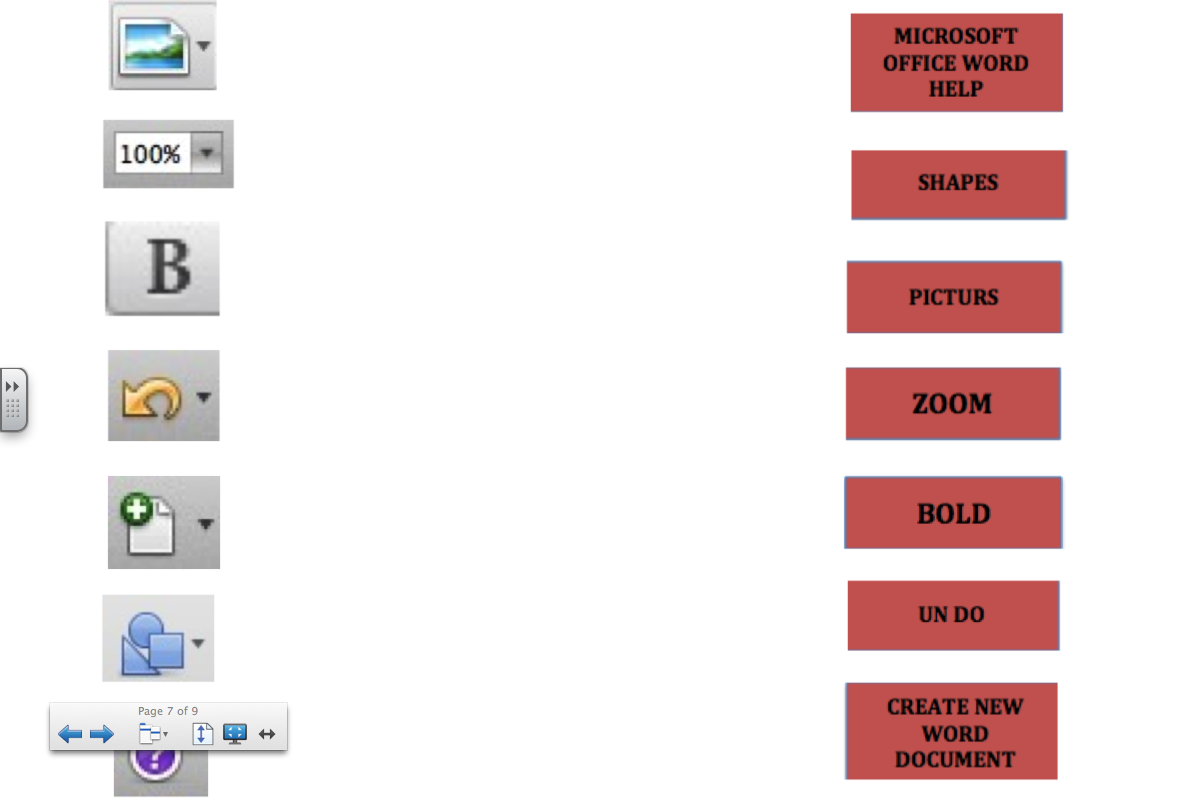 MICROSOFT
OFFICE WORD
HELP
100%
SHAPES
B
PICTURS
ZOOM
BOLD
UN DO
Page 7 of 9
?
CREATE NEW
WORD
DOCUMENT